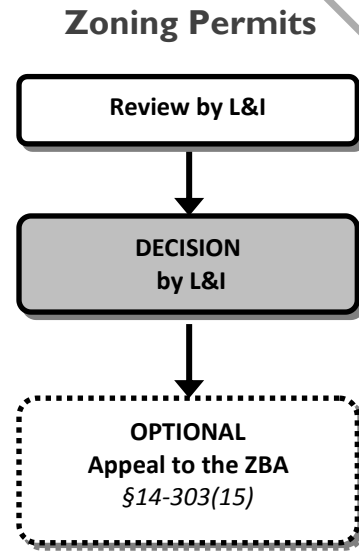 Zoning Permits
Review by L&I
DECISION
by L&I
OPTIONAL
Appeal to the ZBA
§14-303(15)